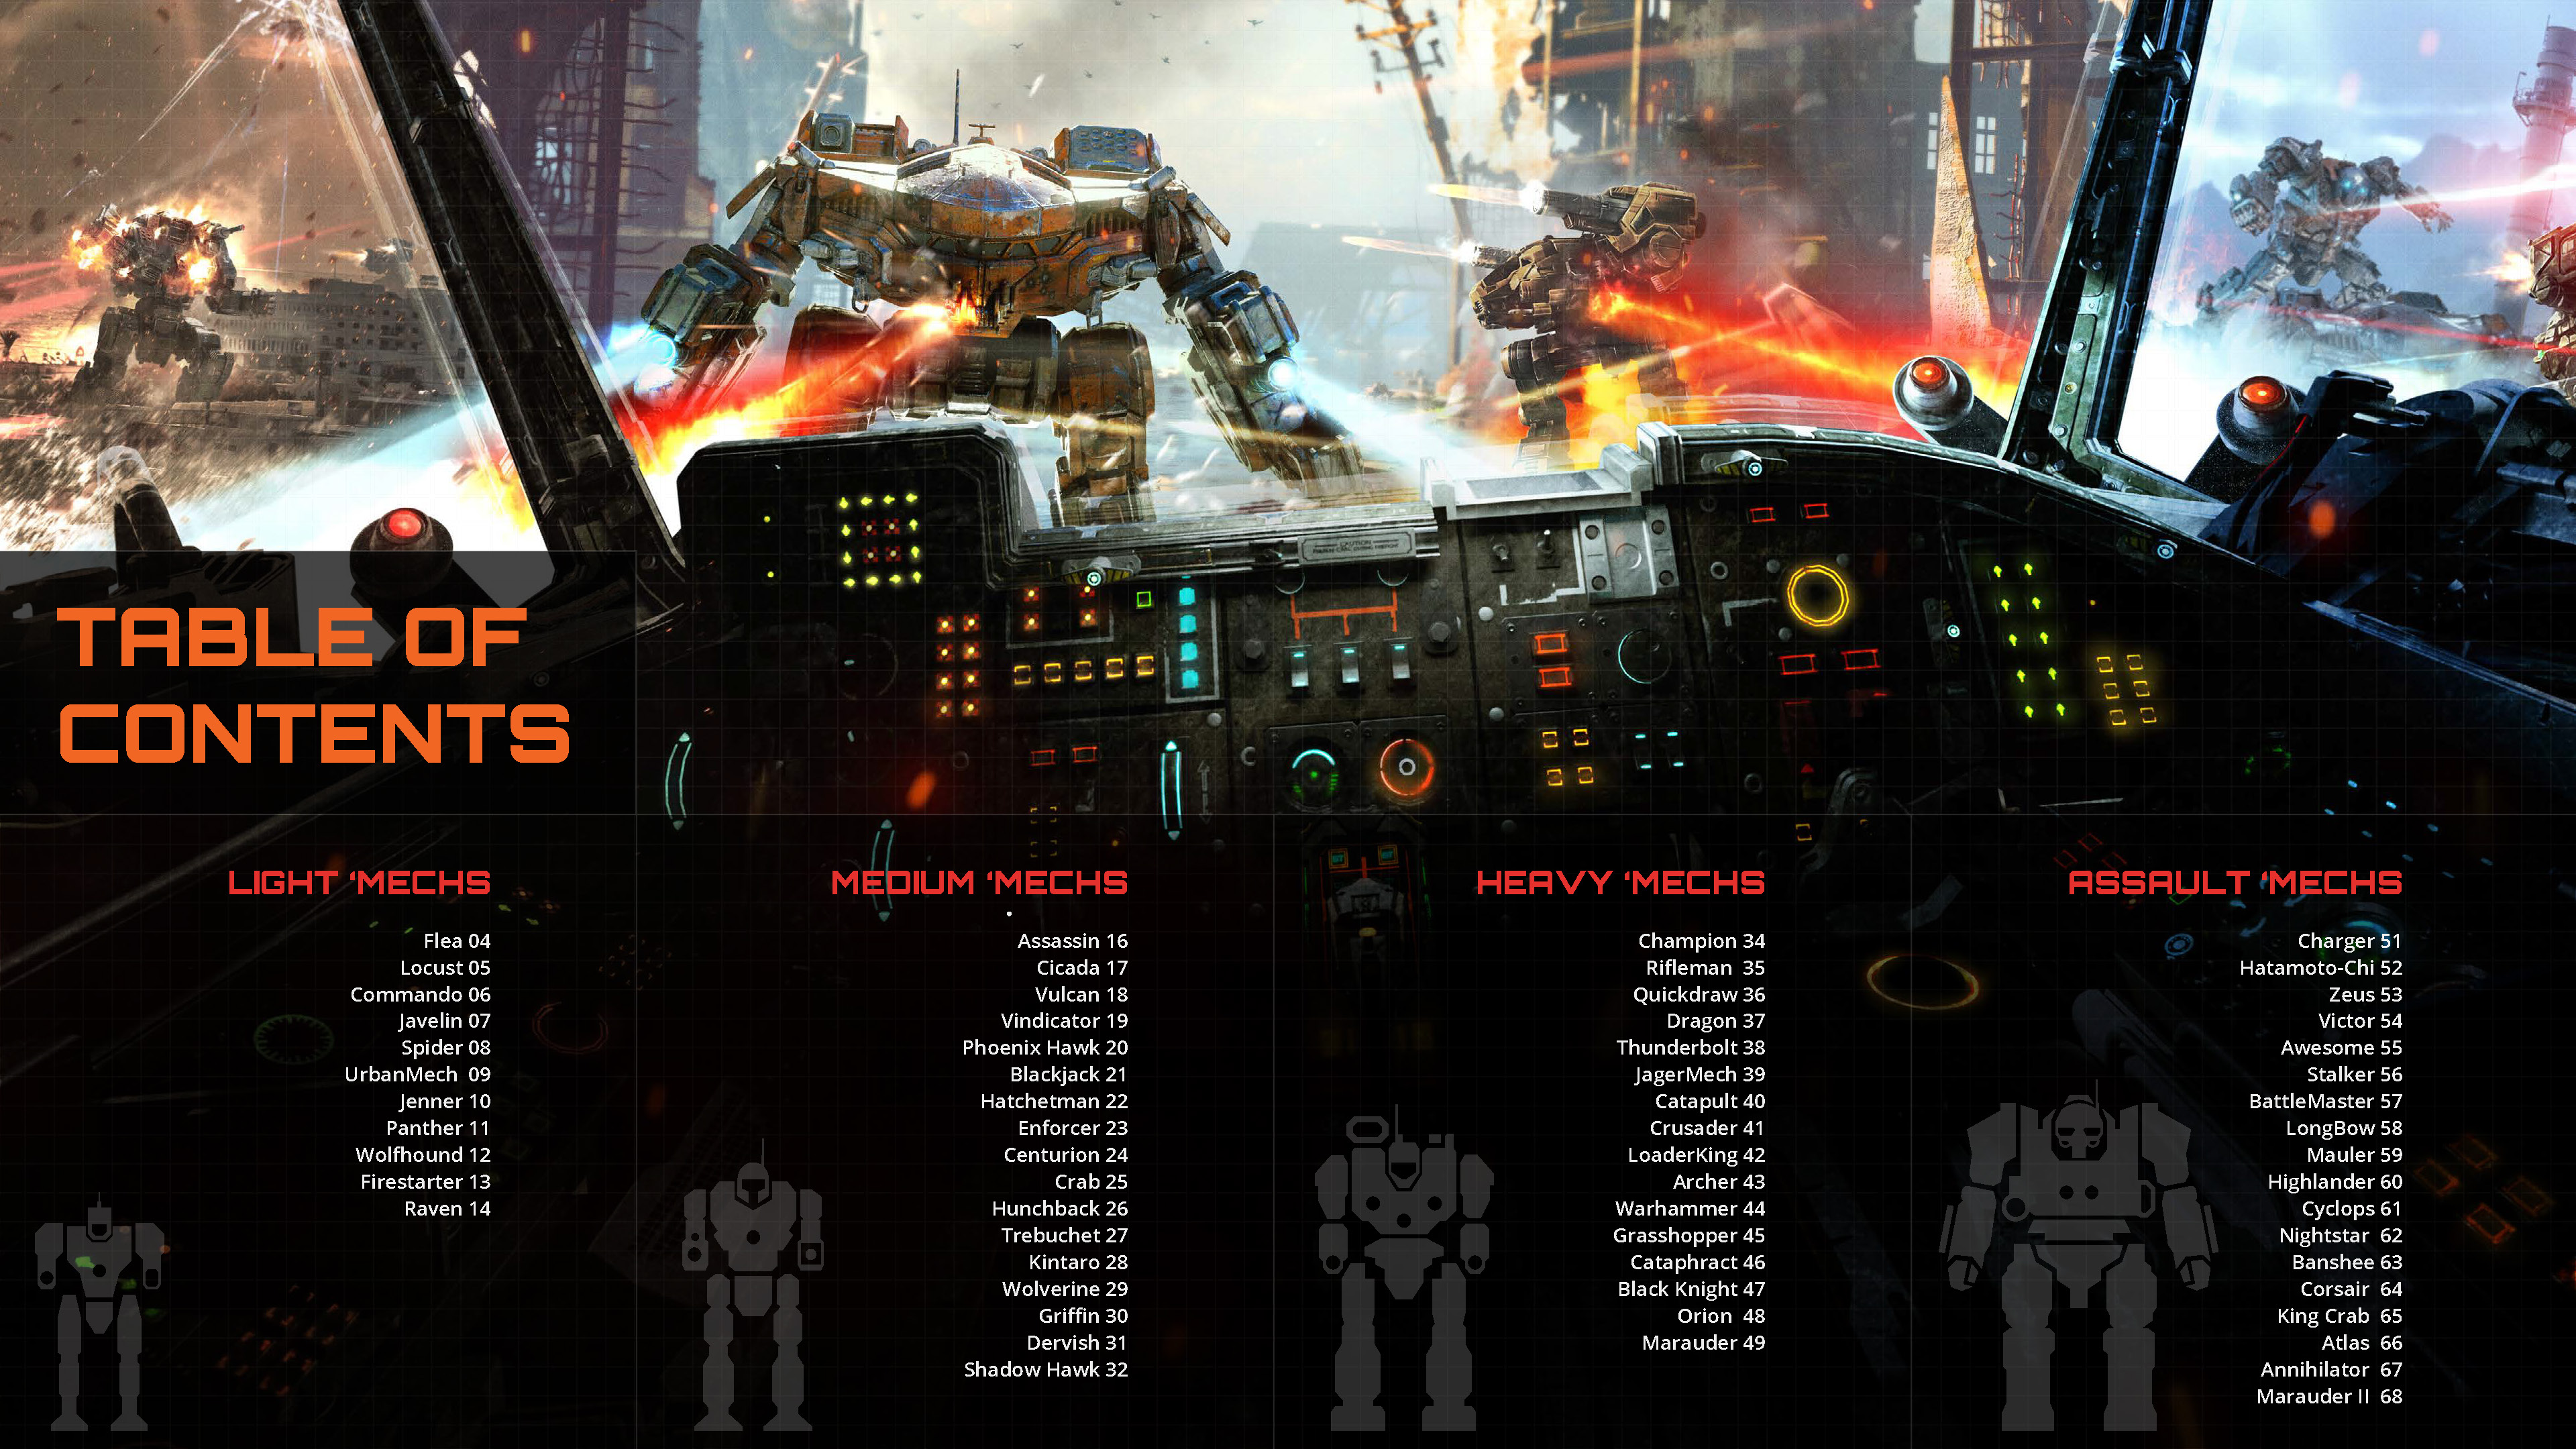 TABLE OF
CONTENTS
LIGHT ‘MECHS
Flea 04
Locust 05
Commando 06
Javelin 07
Spider 08
UrbanMech 09
Jenner 10
Panther 11
Wolfhound 12
Firestarter 13
Raven 14
MEDIUM ‘MECHS
Assassin 16
Cicada 17
Vulcan 18
Vindicator 19
Phoenix Hawk 20
Blackjack 21
Hatchetman 22
Enforcer 23
Centurion 24
Crab 25
Hunchback 26
Trebuchet 27
Kintaro 28
Wolverine 29
Griffin 30
Dervish 31
Shadow Hawk 32
HEAVY ‘MECHS
Champion 34
Rifleman 35
Quickdraw 36
Dragon 37
Thunderbolt 38
JagerMech 39
Catapult 40
Crusader 41
LoaderKing 42
Archer 43
Warhammer 44
Grasshopper 45
Cataphract 46
Black Knight 47
Orion 48
Marauder 49
ASSAULT ‘MECHS
Charger 51
Hatamoto-Chi 52
Zeus 53
Victor 54
Awesome 55
Stalker 56
BattleMaster 57
LongBow 58
Mauler 59
Highlander 60
Cyclops 61
Nightstar 62
Banshee 63
Corsair 64
King Crab 65
Atlas 66
Annihilator 67
Marauder II 68